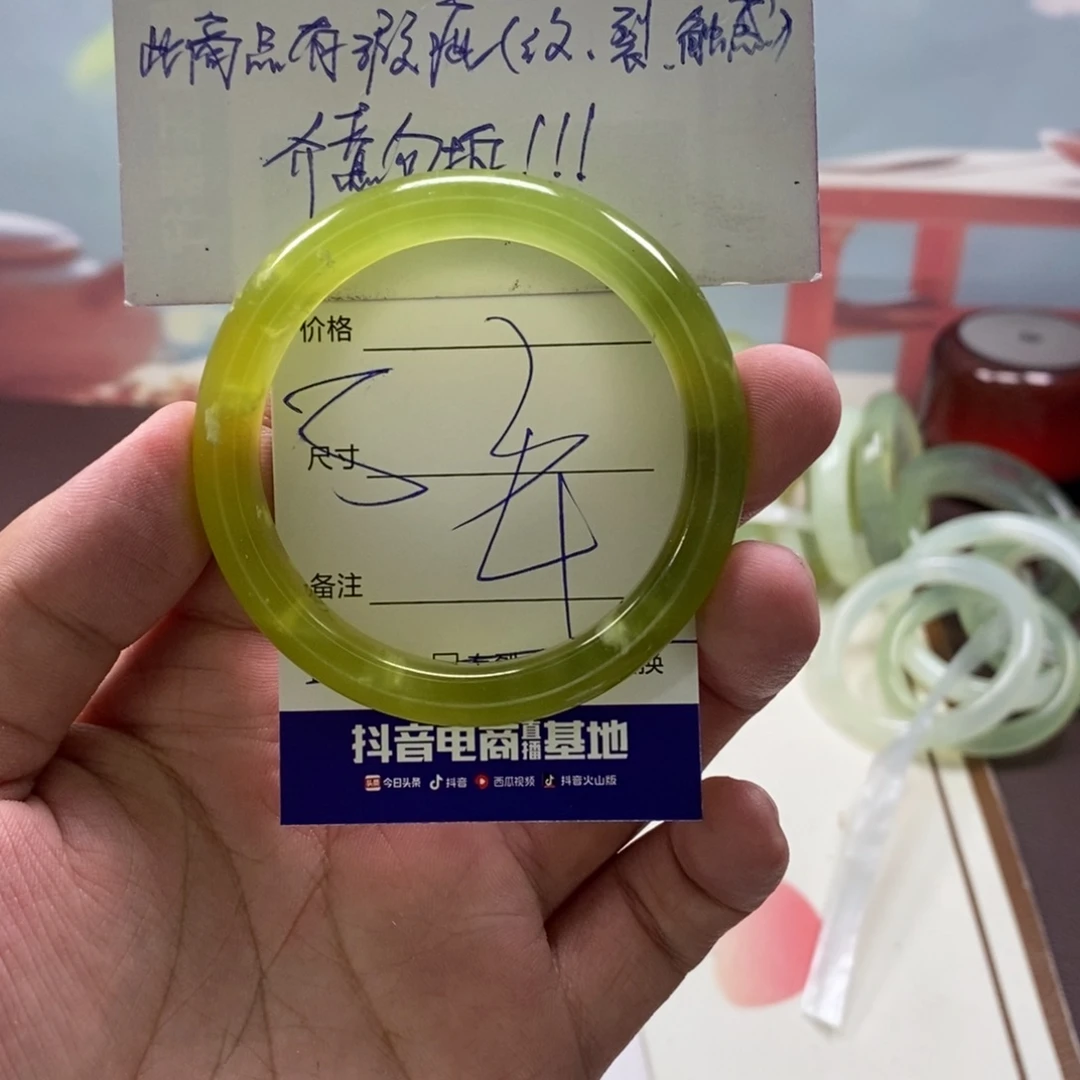 此商品有瑕疵(纹、裂、触感)
介意勿拍!!!
价格
尺寸
备注
抖音电商直播基地
今日头条 抖音 西瓜视频 抖音火山版